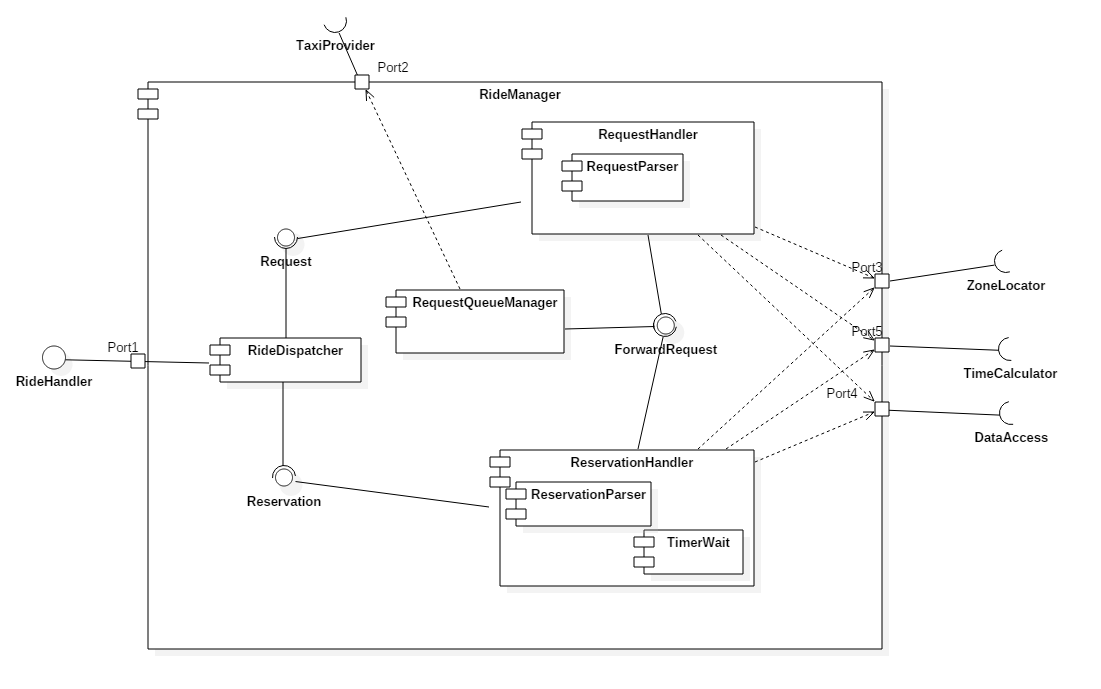 TaxiProvider
Port2
RideManager
RequestHandler
RequestParser
Request
Port3
ZoneLocator
RequestQueueManager
Port5
ForwardRequest
Port1
RideDispatcher
RideHandler
TimeCalculator
Port4
DataAccess
ReservationHandler
Reservation
ReservationParser
TimerWait